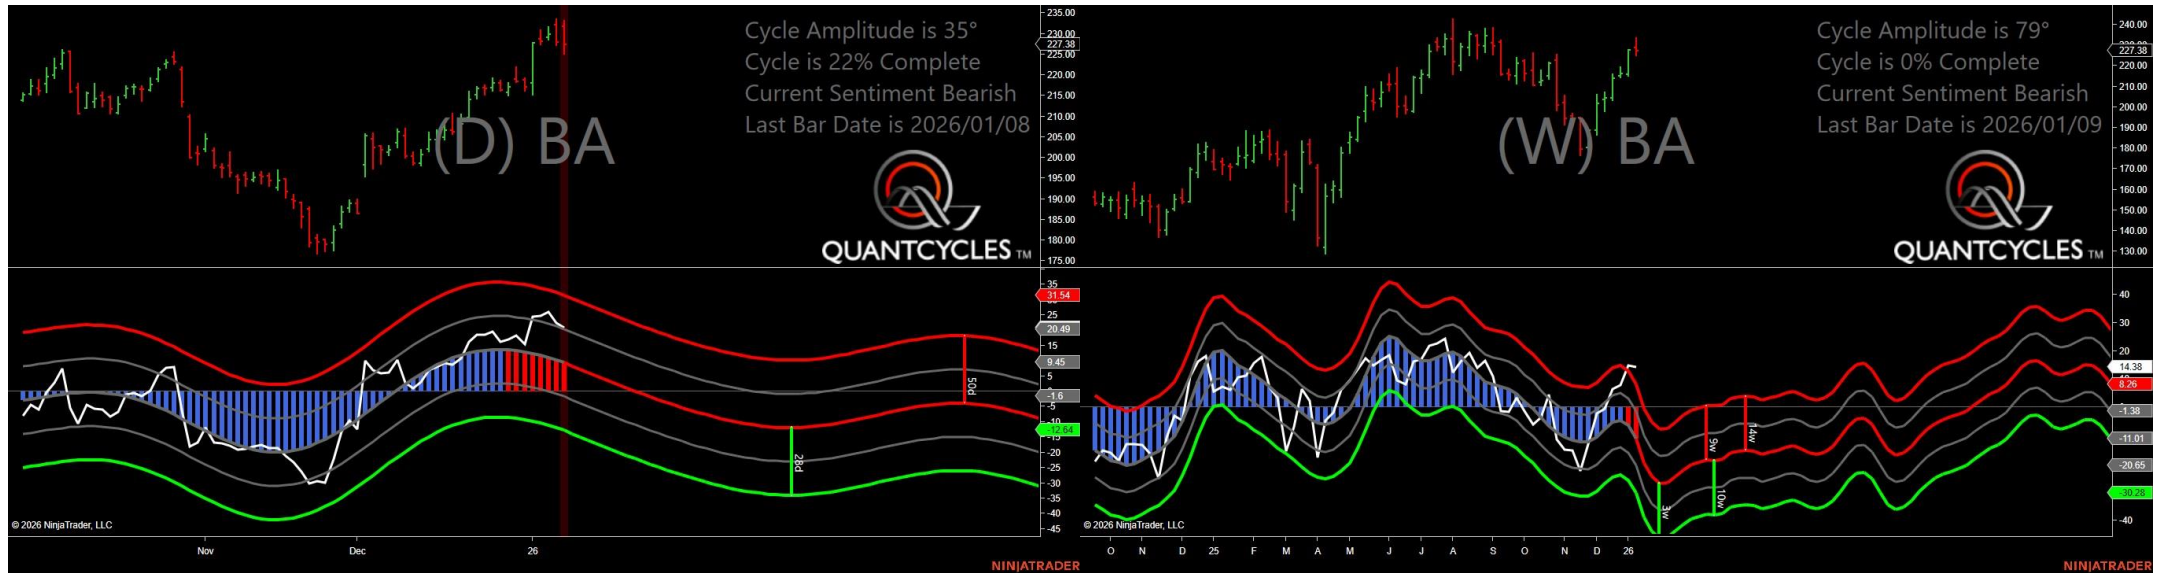 Cycle Amplitude is 35°
Cycle is 22% Complete
Current Sentiment Bearish
Last Bar Date is 2026/01/08
(D) BA
QUANTCYCLES TM
235.00
230.00
227.38
225.00
220.00
215.00
210.00
205.00
200.00
195.00
190.00
185.00
180.00
175.00
35
31.54
25
20.49
15
9.45
5
-1.6
-5
-12.64
-15
-20
-25
-30
-35
-40
-45
50d
28d
© 2026 NinjaTrader, LLC
Nov
Dec
26
NINJATRADER
Cycle Amplitude is 79°
Cycle is 0% Complete
Current Sentiment Bearish
Last Bar Date is 2026/01/09
(W) BA
QUANTCYCLES TM
240.00
227.38
220.00
210.00
200.00
190.00
180.00
170.00
160.00
150.00
140.00
130.00
40
30
20
14.38
8.26
-1.38
-11.01
-20.65
-30.28
-40
9w
14w
10w
3w
© 2026 NinjaTrader, LLC
O N D 25 F M A M J J A S O N D 26
NINJATRADER